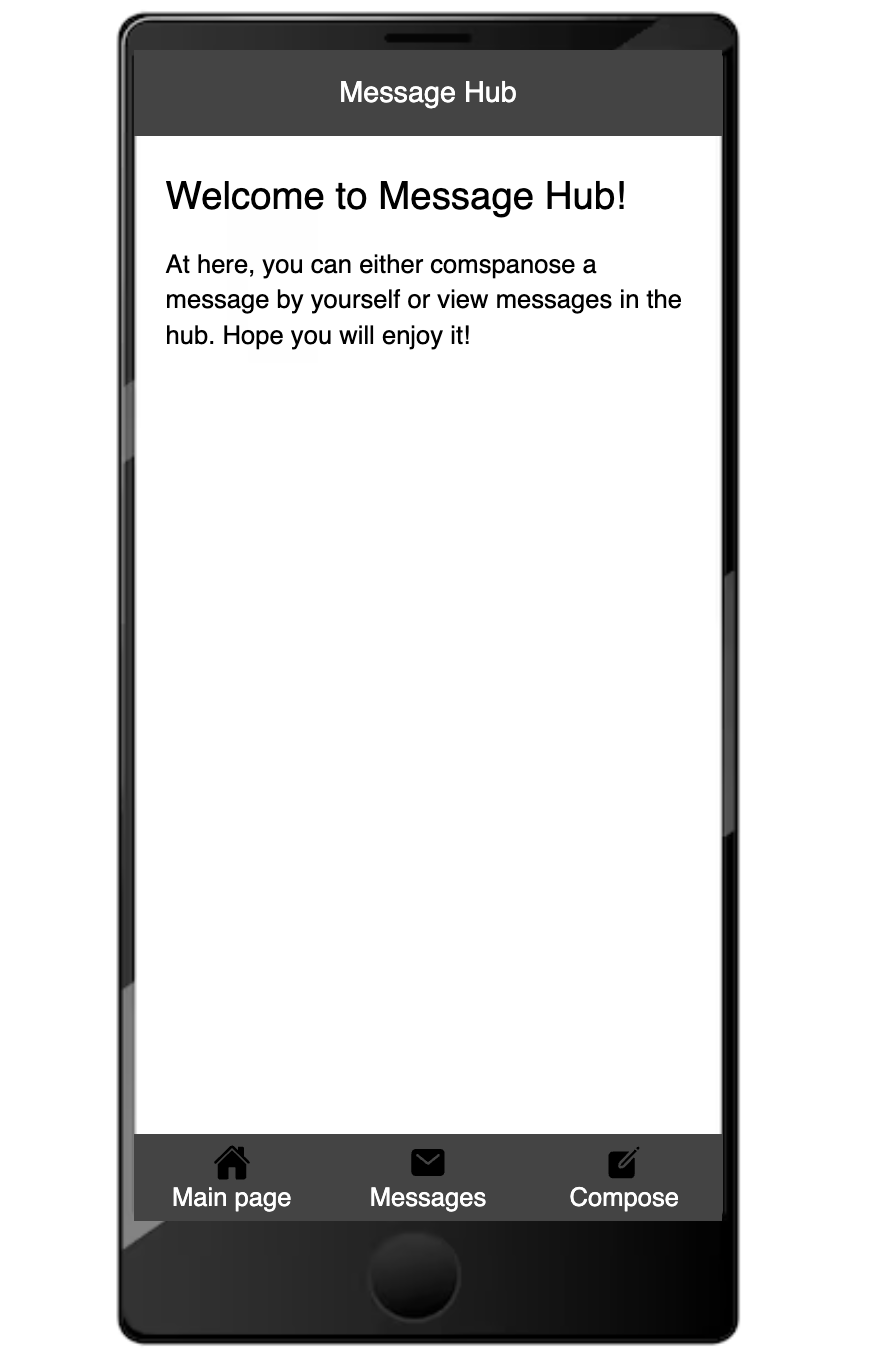 Message Hub
Welcome to Message Hub!
At here, you can either comspanose a
message by yourself or view messages in the
hub. Hope you will enjoy it!
Main page
Messages
Compose